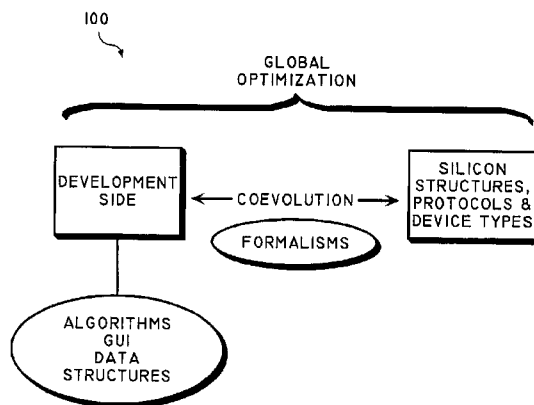 100
GLOBAL
OPTIMIZATION
DEVELOPMENT
SIDE
COEVOLUTION
FORMALISMS
SILICON
STRUCTURES,
PROTOCOLS &
DEVICE TYPES
ALGORITHMS
GUI
DATA
STRUCTURES